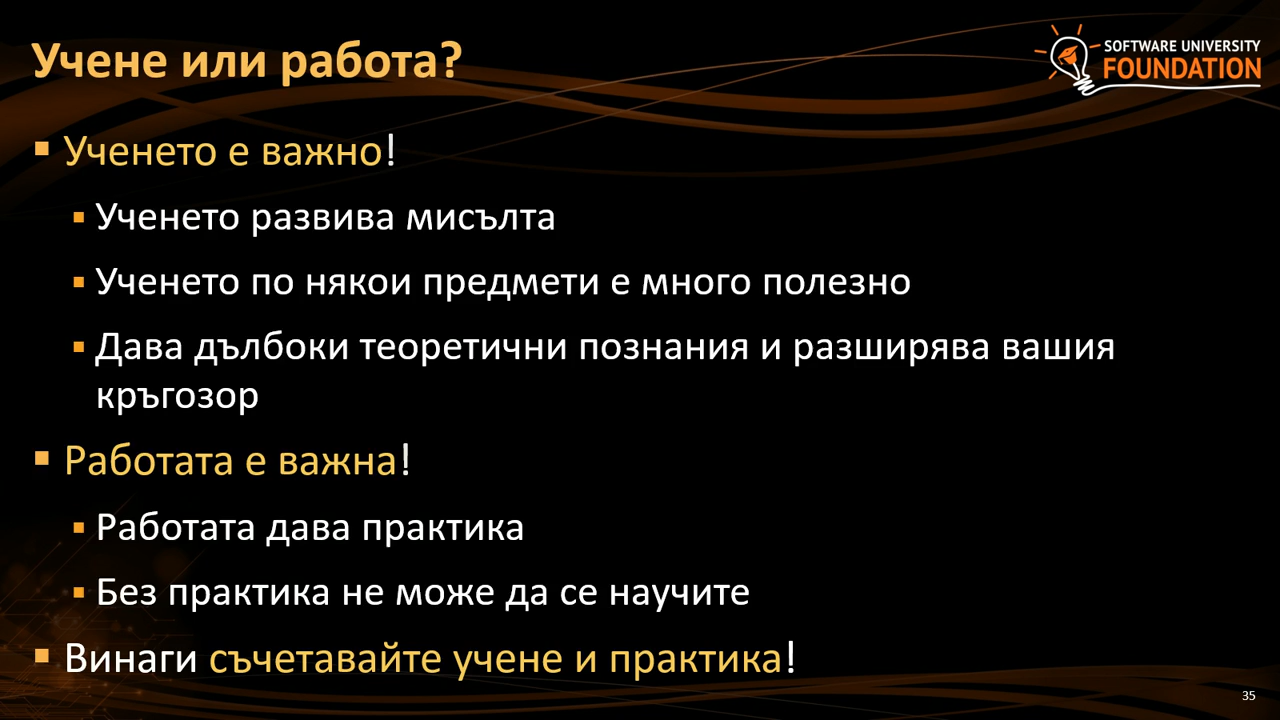 Учене или работа?
SOFTWARE UNIVERSITY
FOUNDATION
Ученето е важно!
Ученето развива мисълта
Ученето по някои предмети е много полезно
Дава дълбоки теоретични познания и разширява вашия
кръгозор
Работата е важна!
Работата дава практика
Без практика не може да се научите
Винаги съчетавайте учене и практика!
35